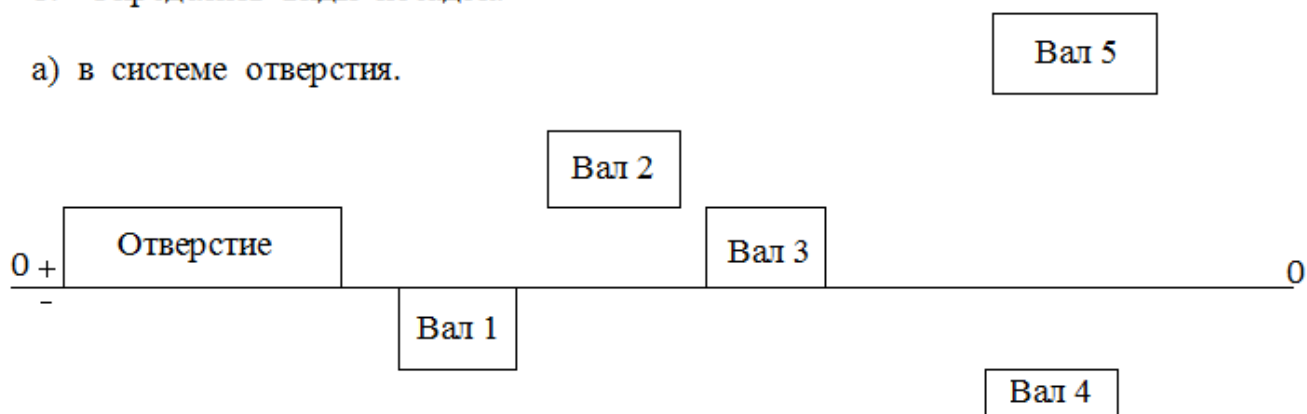 а) в системе отверстия.
Вал 5
Вал 2
Отверстие
Вал 3
0 +
0
-
Вал 1
Вал 4